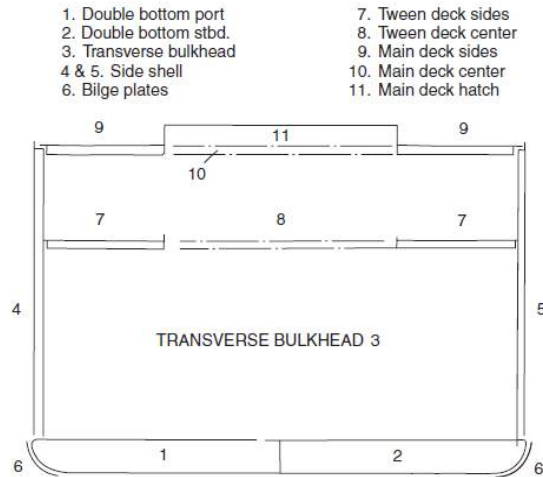 1. Double bottom port
2. Double bottom stbd.
3. Transverse bulkhead
4 & 5. Side shell
6. Bilge plates
7. Tween deck sides
8. Tween deck center
9. Main deck sides
10. Main deck center
11. Main deck hatch
9
11
9
10
7
8
7
4
5
TRANSVERSE BULKHEAD 3
1
2
6
6